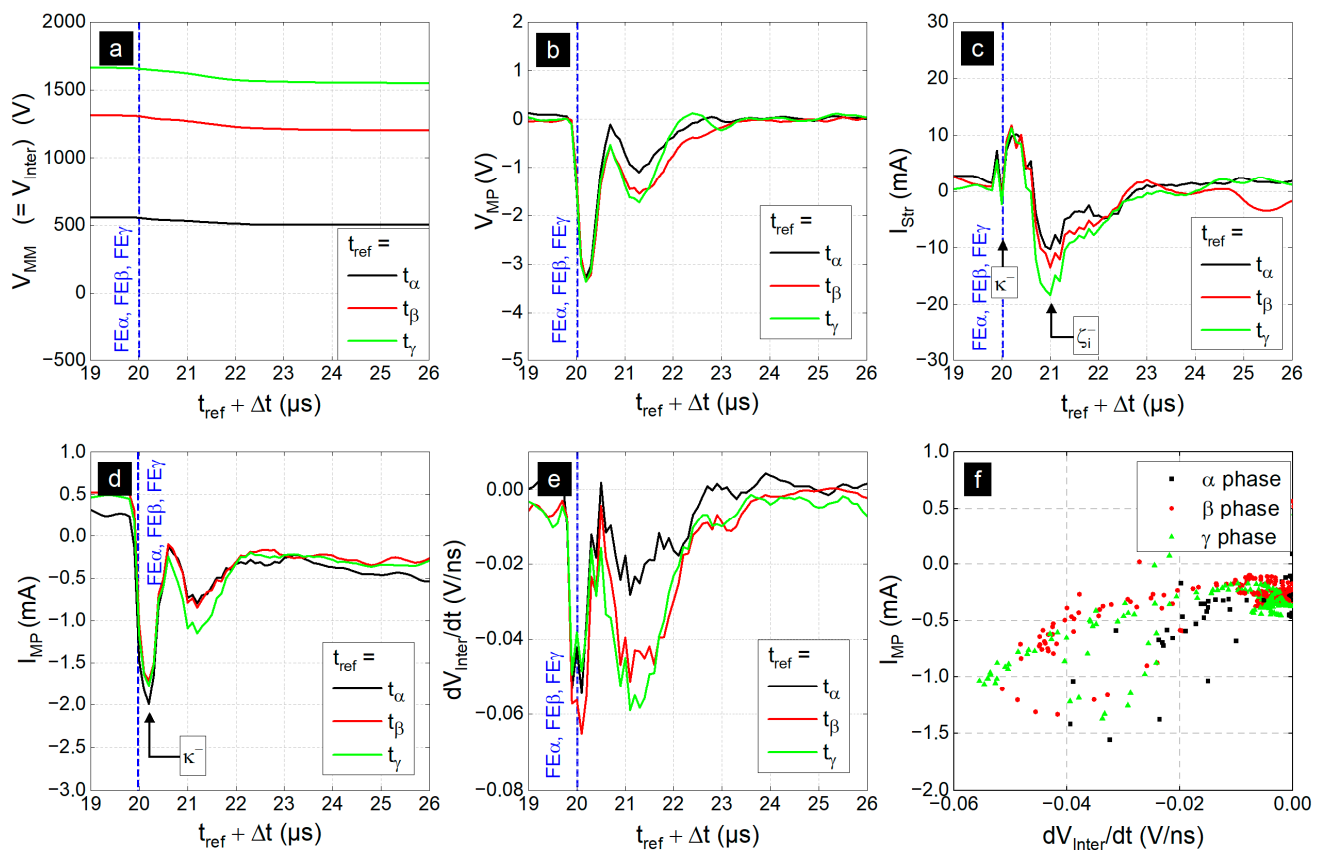 a
V_MM (= V_Inter) (V)
2000
1500
1000
500
0
−500
FEα, FEβ, FEγ
t_ref =
t_α
t_β
t_γ
19 20 21 22 23 24 25 26
t_ref + Δt (μs)
b
V_MP (V)
2
1
0
−1
−2
−3
−4
−5
FEα, FEβ, FEγ
t_ref =
t_α
t_β
t_γ
19 20 21 22 23 24 25 26
t_ref + Δt (μs)
c
I_Str (mA)
30
20
10
0
−10
−20
−30
FEα, FEβ, FEγ
κ⁻
ζ_i⁻
t_ref =
t_α
t_β
t_γ
19 20 21 22 23 24 25 26
t_ref + Δt (μs)
d
I_MP (mA)
1.0
0.5
0.0
−0.5
−1.0
−1.5
−2.0
−2.5
−3.0
FEα, FEβ, FEγ
κ⁻
t_ref =
t_α
t_β
t_γ
19 20 21 22 23 24 25 26
t_ref + Δt (μs)
e
dV_Inter/dt (V/ns)
0.00
−0.02
−0.04
−0.06
−0.08
FEα, FEβ, FEγ
t_ref =
t_α
t_β
t_γ
19 20 21 22 23 24 25 26
t_ref + Δt (μs)
f
I_MP (mA)
1.0
0.5
0.0
−0.5
−1.0
−1.5
−2.0
α phase
β phase
γ phase
−0.06 −0.04 −0.02 0.00
dV_Inter/dt (V/ns)